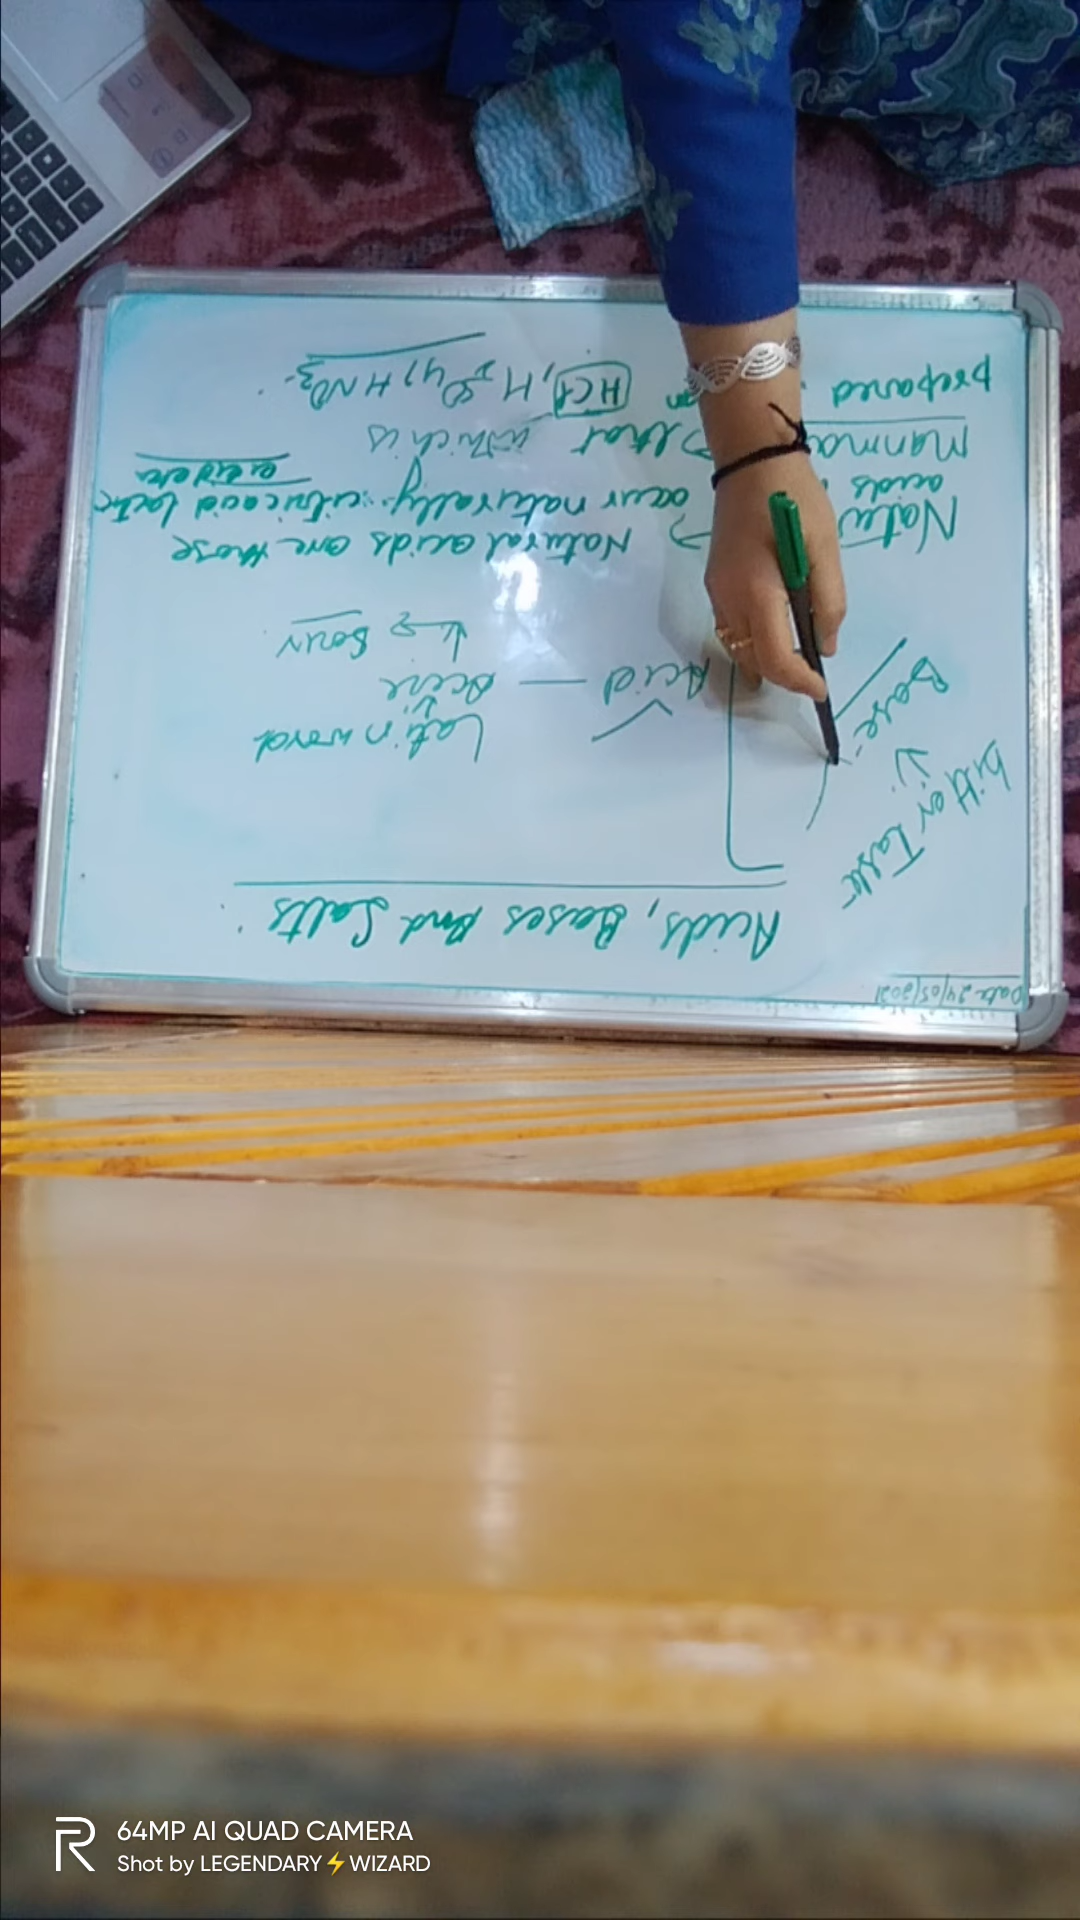 Date 24/05/2021
Acids, Bases And Salts
bitter Taste
Base
Latin word
Acid — Acere
Sour
Natural acids are those
acids occur naturally. citric acid lactic
acid etc
that which is
prepared HCl, H2SO4, HNO3
64MP AI QUAD CAMERA
Shot by LEGENDARY⚡WIZARD